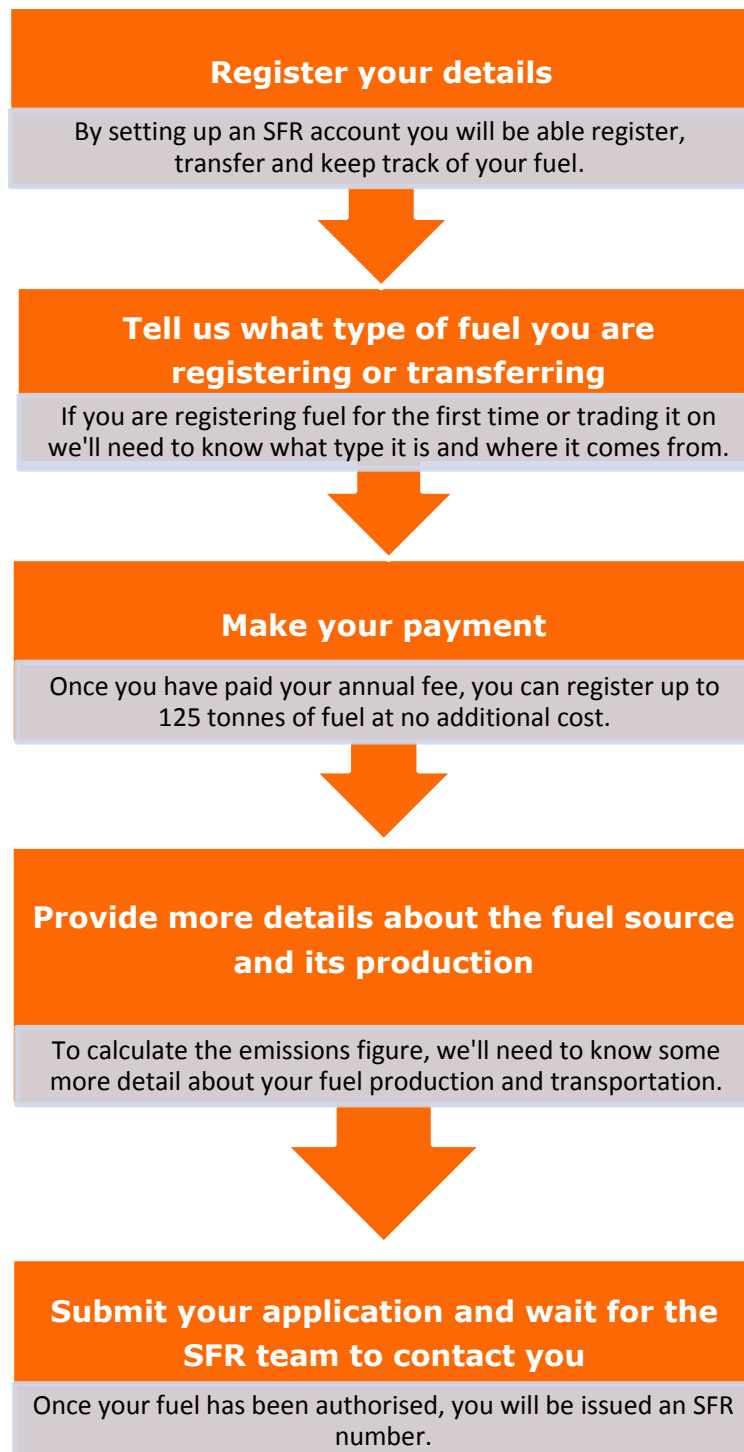 Register your details
By setting up an SFR account you will be able register,
transfer and keep track of your fuel.
Tell us what type of fuel you are
registering or transferring
If you are registering fuel for the first time or trading it on
we'll need to know what type it is and where it comes from.
Make your payment
Once you have paid your annual fee, you can register up to
125 tonnes of fuel at no additional cost.
Provide more details about the fuel source
and its production
To calculate the emissions figure, we'll need to know some
more detail about your fuel production and transportation.
Submit your application and wait for the
SFR team to contact you
Once your fuel has been authorised, you will be issued an SFR
number.